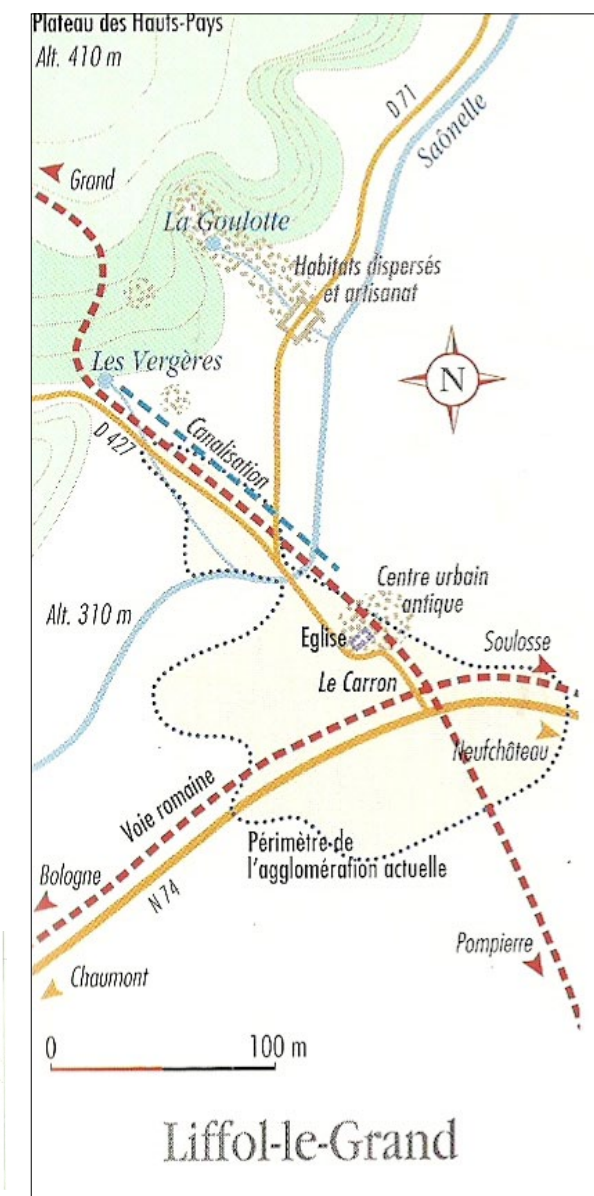 Plateau des Hauts-Pays
Alt. 410 m
D 71
Saônelle
Grand
La Goulotte
Habitats dispersés
et artisanat
N
Les Vergères
D 427
Canalisation
Centre urbain
antique
Alt. 310 m
Eglise
Soulosse
Le Carron
Neufchâteau
Voie romaine
Périmètre de
l'agglomération actuelle
Bologne
N 74
Pompierre
Chaumont
0 100 m
Liffol-le-Grand